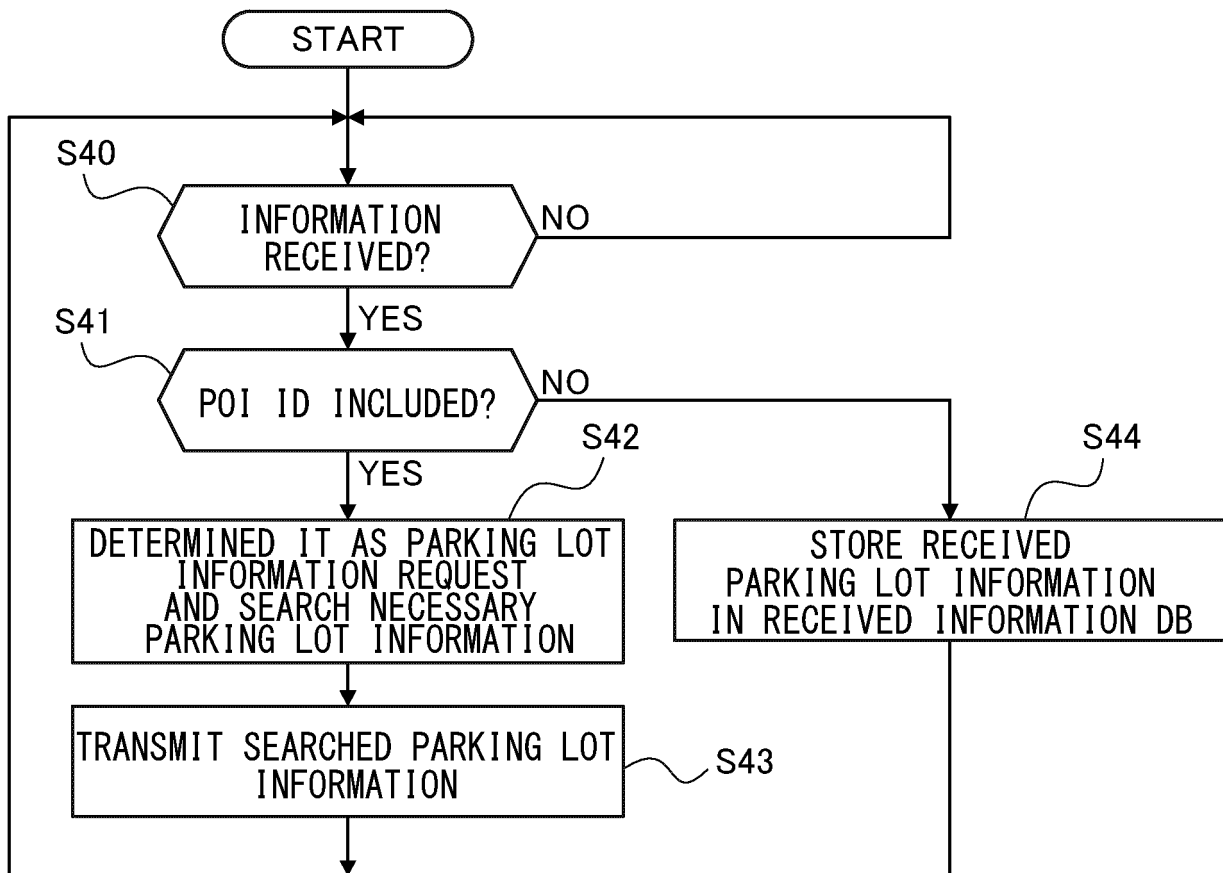 START
S40
INFORMATION
RECEIVED?
NO
YES
S41
POI ID INCLUDED?
NO
YES
S42
DETERMINED IT AS PARKING LOT
INFORMATION REQUEST
AND SEARCH NECESSARY
PARKING LOT INFORMATION
S44
STORE RECEIVED
PARKING LOT INFORMATION
IN RECEIVED INFORMATION DB
TRANSMIT SEARCHED PARKING LOT
INFORMATION
S43